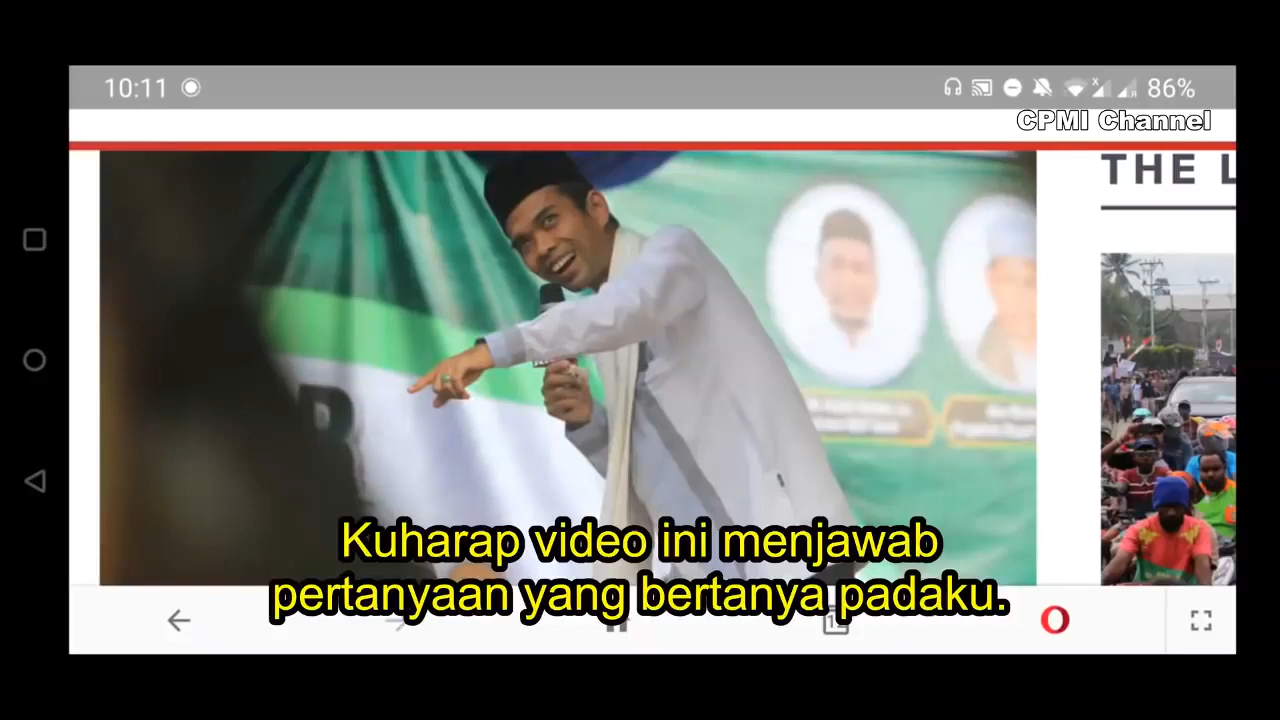 10:11
86%
CPMI Channel
THE L
R
Kuharap video ini menjawab
pertanyaan yang bertanya padaku.